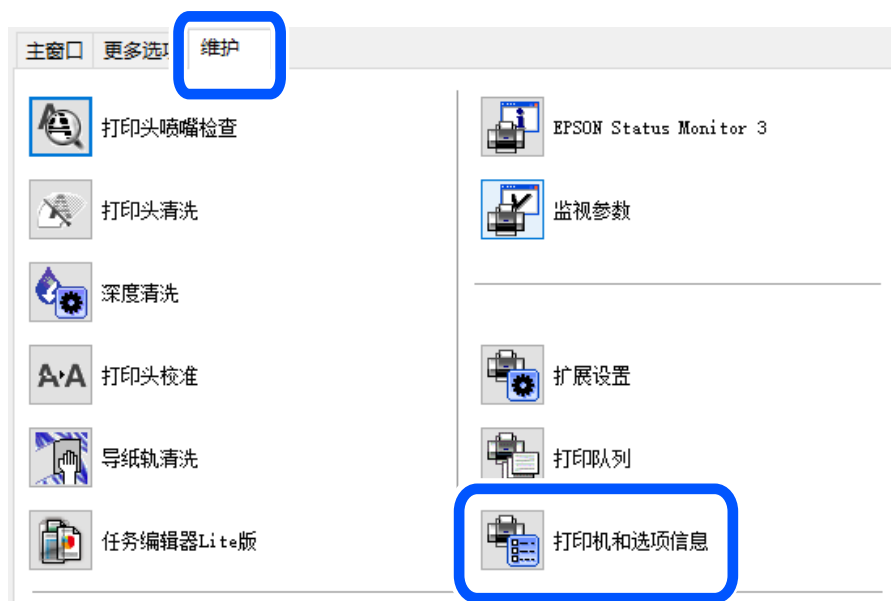 主窗口
更多选项
维护
打印头喷嘴检查
打印头清洗
深度清洗
打印头校准
导纸轨清洗
任务编辑器Lite版
EPSON Status Monitor 3
监视参数
扩展设置
打印队列
打印机和选项信息